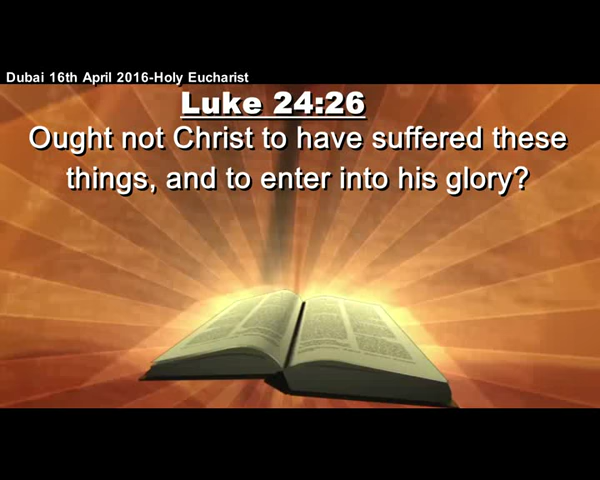 Dubai 16th April 2016-Holy Eucharist
Luke 24:26
Ought not Christ to have suffered these
things, and to enter into his glory?